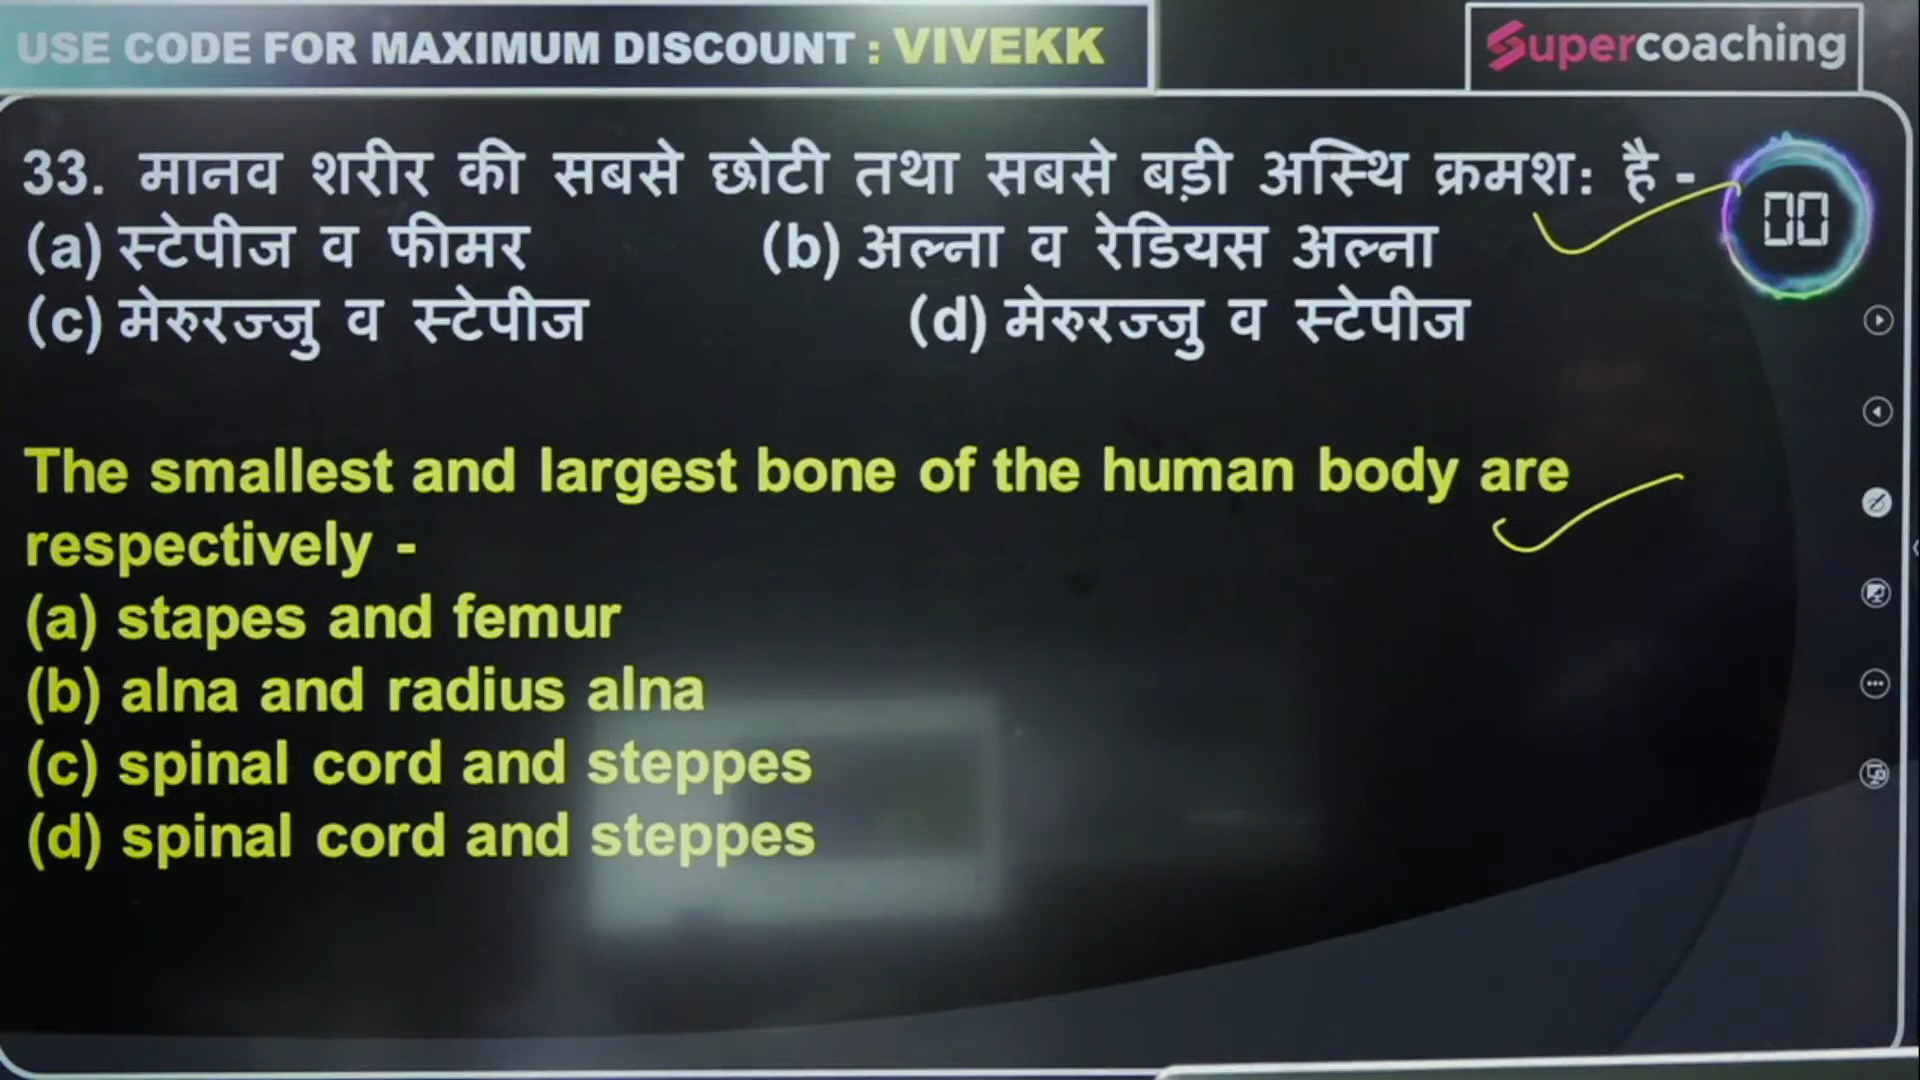 USE CODE FOR MAXIMUM DISCOUNT : VIVEKK
Supercoaching
33. मानव शरीर की सबसे छोटी तथा सबसे बड़ी अस्थि क्रमशः है -
00
(a) स्टेपीज व फीमर (b) अल्ना व रेडियस अल्ना
(c) मेरुरज्जु व स्टेपीज (d) मेरुरज्जु व स्टेपीज
The smallest and largest bone of the human body are
respectively -
(a) stapes and femur
(b) alna and radius alna
(c) spinal cord and steppes
(d) spinal cord and steppes